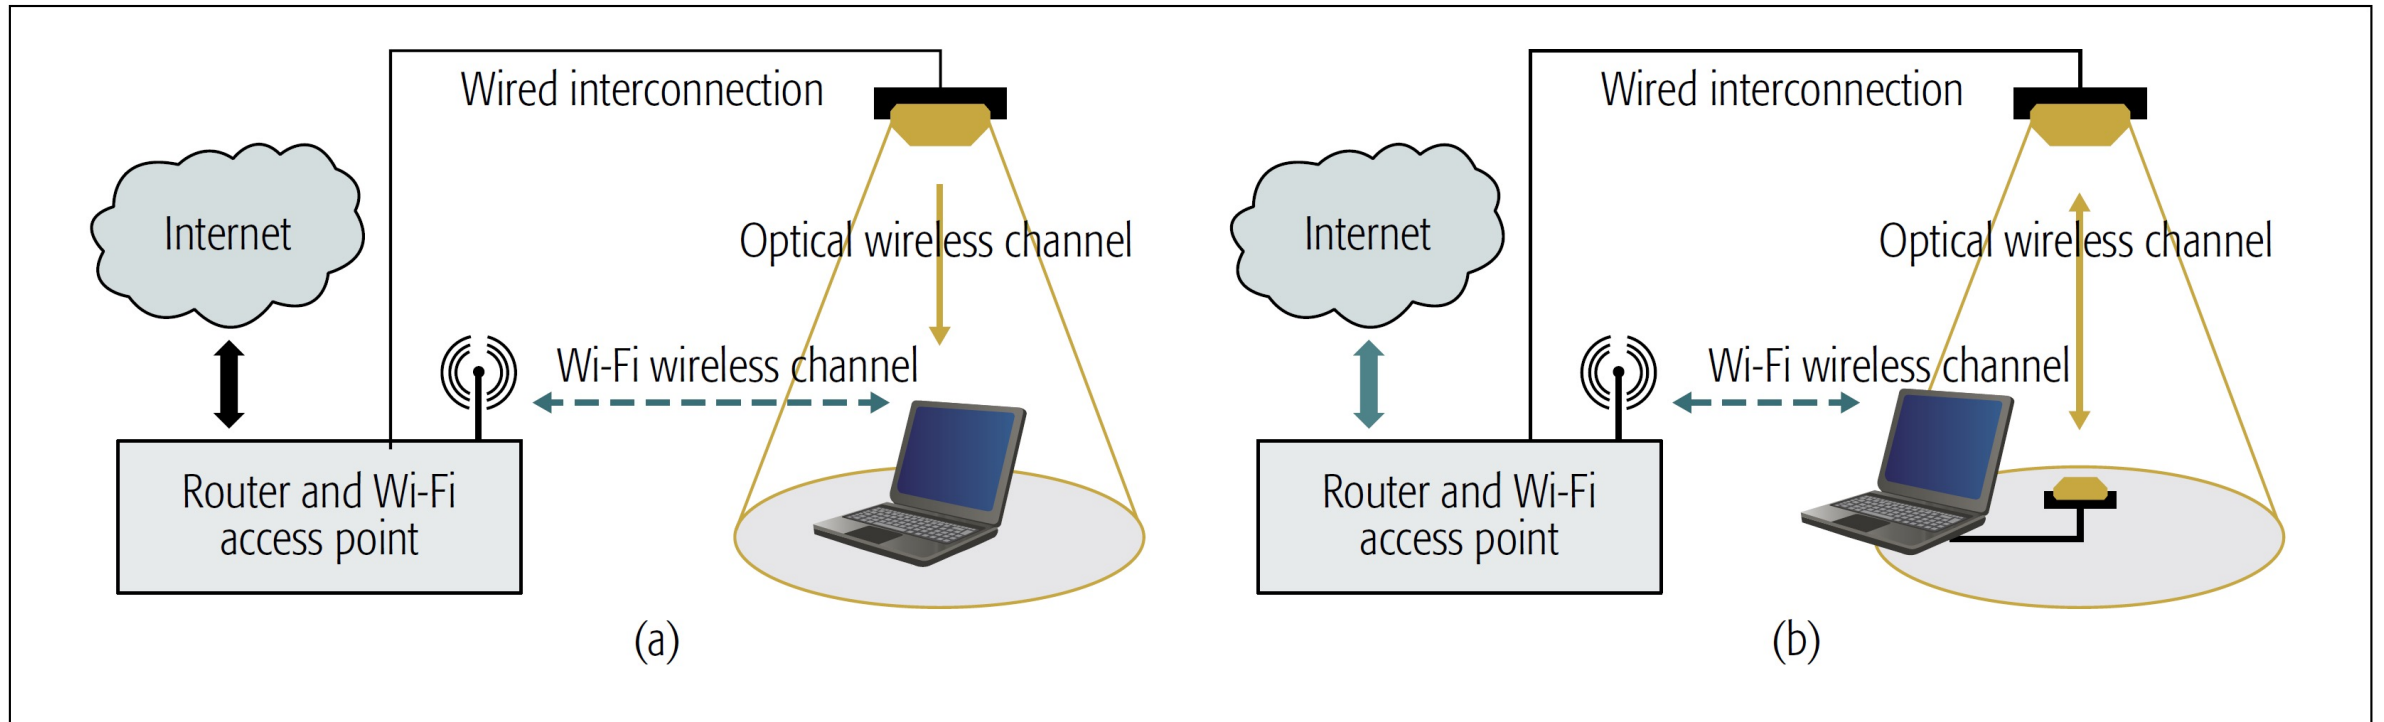 Wired interconnection
Internet
Optical wireless channel
Wi-Fi wireless channel
Router and Wi-Fi
access point
(a)
Wired interconnection
Internet
Optical wireless channel
Wi-Fi wireless channel
Router and Wi-Fi
access point
(b)